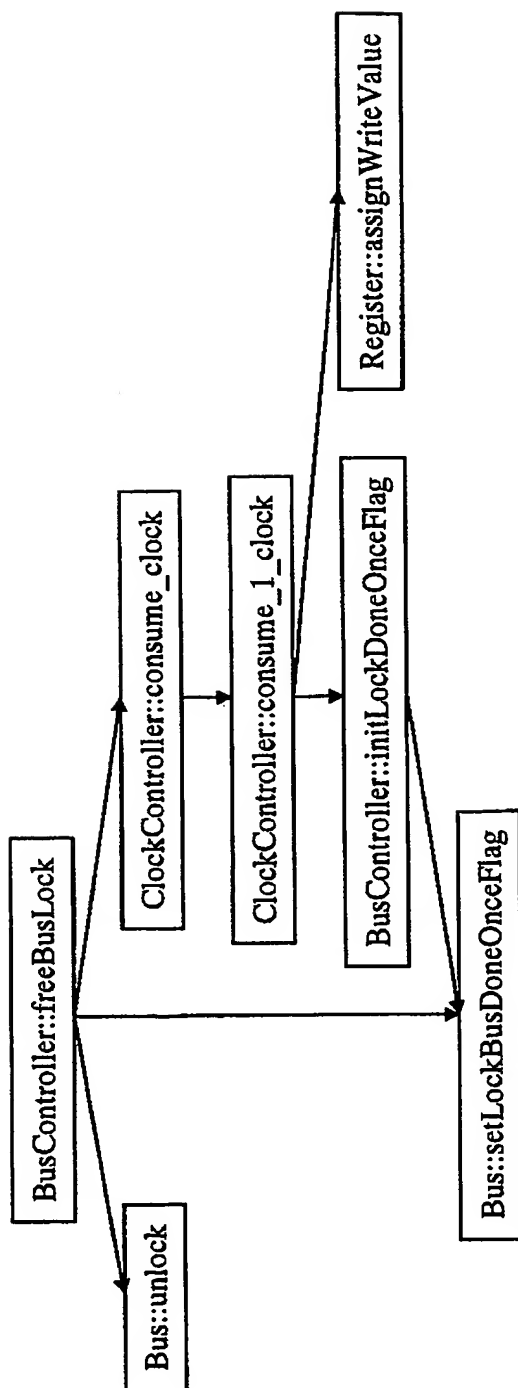 BusController::freeBusLock
Bus::unlock
ClockController::consume_clock
ClockController::consume_1_clock
Register::assignWriteValue
BusController::initLockDoneOnceFlag
Bus::setLockBusDoneOnceFlag